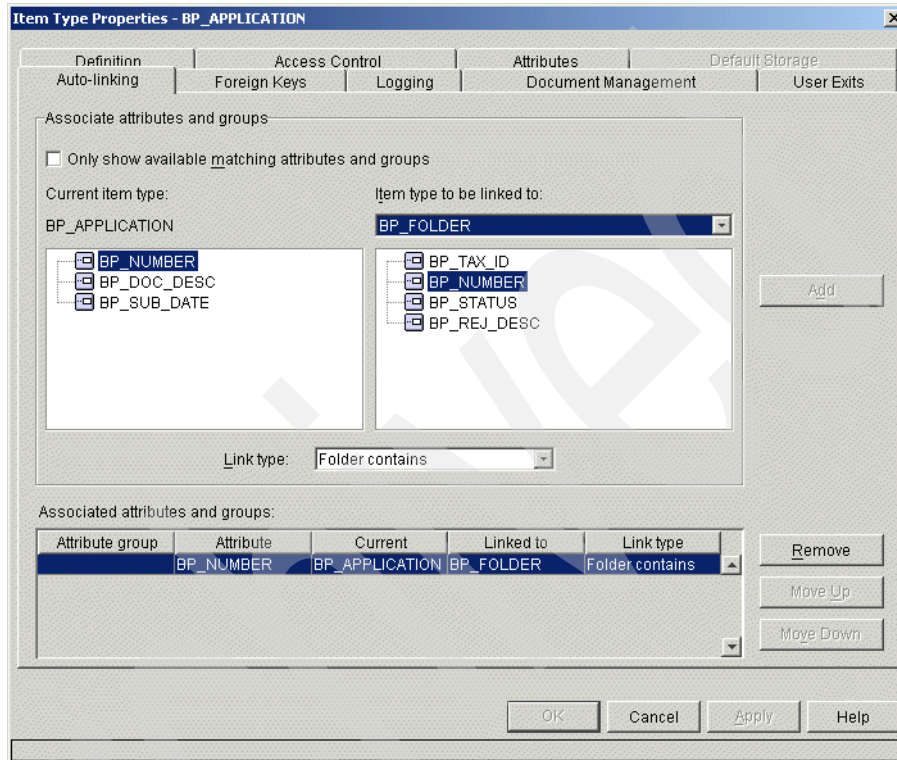 Item Type Properties - BP_APPLICATION
Definition Access Control Attributes Default Storage
Auto-linking Foreign Keys Logging Document Management User Exits
Associate attributes and groups
Only show available matching attributes and groups
Current item type: Item type to be linked to:
BP_APPLICATION BP_FOLDER
BP_NUMBER BP_TAX_ID
BP_DOC_DESC BP_NUMBER
BP_SUB_DATE BP_STATUS
BP_REJ_DESC
Add
Link type: Folder contains
Associated attributes and groups:
Attribute group Attribute Current Linked to Link type
BP_NUMBER BP_APPLICATION BP_FOLDER Folder contains
Remove
Move Up
Move Down
OK Cancel Apply Help